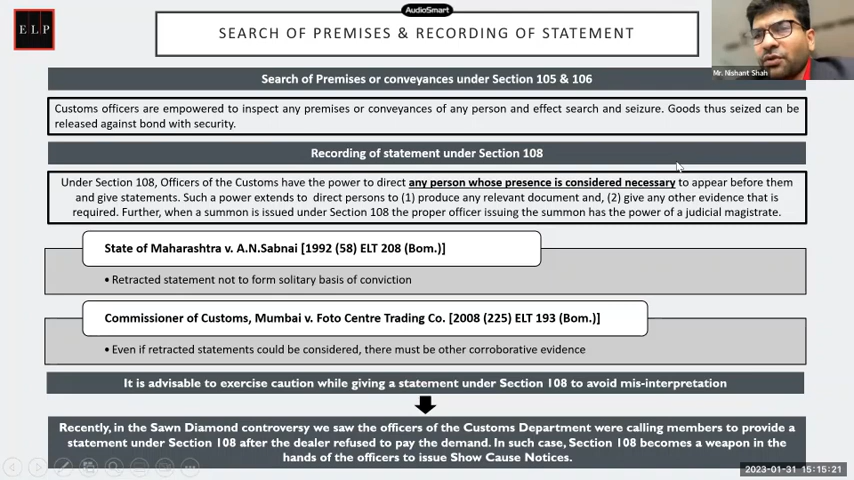 AudioSmart
ELP
SEARCH OF PREMISES & RECORDING OF STATEMENT
Mr. Nishant Shah
Search of Premises or conveyances under Section 105 & 106
Customs officers are empowered to inspect any premises or conveyances of any person and effect search and seizure. Goods thus seized can be
released against bond with security.
Recording of statement under Section 108
Under Section 108, Officers of the Customs have the power to direct any person whose presence is considered necessary to appear before them
and give statements. Such a power extends to direct persons to (1) produce any relevant document and, (2) give any other evidence that is
required. Further, when a summon is issued under Section 108 the proper officer issuing the summon has the power of a judicial magistrate.
State of Maharashtra v. A.N.Sabnai [1992 (58) ELT 208 (Bom.)]
• Retracted statement not to form solitary basis of conviction
Commissioner of Customs, Mumbai v. Foto Centre Trading Co. [2008 (225) ELT 193 (Bom.)]
• Even if retracted statements could be considered, there must be other corroborative evidence
It is advisable to exercise caution while giving a statement under Section 108 to avoid mis-interpretation
Recently, in the Sawn Diamond controversy we saw the officers of the Customs Department were calling members to provide a
statement under Section 108 after the dealer refused to pay the demand. In such case, Section 108 becomes a weapon in the
hands of the officers to issue Show Cause Notices.
2023-01-31 15:15:21